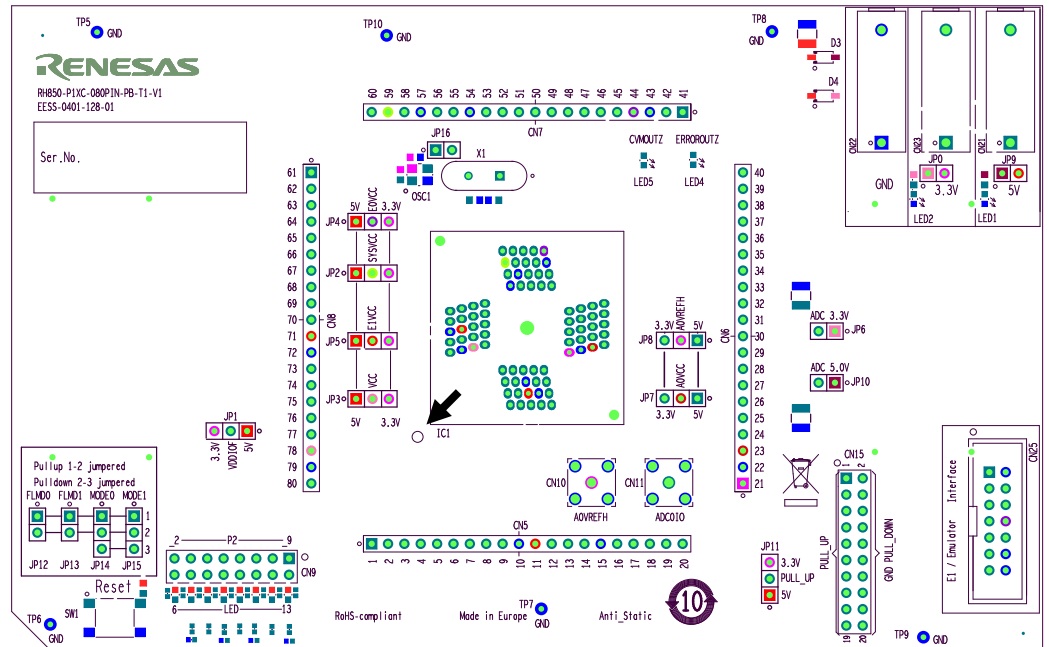 TP5
GND
TP10
GND
TP8
GND
RENESAS
RH850-P1XC-080PIN-PB-T1-V1
EESS-0401-128-01
Ser.No.
60 59 58 57 56 55 54 53 52 51 50 49 48 47 46 45 44 43 42 41
CN7
D3
D4
JP16
X1
OSC1
CVMOUTZ
LED5
ERROROUTZ
LED4
CN22
CN23
CN21
GND
JP0
3.3V
LED2
JP9
5V
LED1
61
62
63
64
65
66
67
68
69
70
71
72
73
74
75
76
77
78
79
80
CN8
5V
E0VCC
3.3V
JP4
SYSVCC
JP2
E1VCC
JP5
VCC
JP3
5V
3.3V
IC1
3.3V
A0VREFH
5V
JP8
A0VCC
JP7
3.3V
5V
40
39
38
37
36
35
34
33
32
31
30
29
28
27
26
25
24
23
22
21
CN6
ADC 3.3V
JP6
ADC 5.0V
JP10
JP1
3.3V
VDDIOF
5V
Pullup 1-2 jumpered
Pulldown 2-3 jumpered
FLMD0 FLMD1 MODE0 MODE1
1
2
3
JP12 JP13 JP14 JP15
Reset
SW1
TP6
GND
_2 P2 _9
CN9
6 LED 13
CN10
A0VREFH
CN11
ADC0I0
CN5
1 2 3 4 5 6 7 8 9 10 11 12 13 14 15 16 17 18 19 20
RoHS-compliant
Made in Europe
TP7
GND
Anti_Static
10
JP11
3.3V
PULL_UP
5V
CN15
1 2
PULL_UP
GND PULL_DOWN
19 20
TP9
GND
CN25
E1 / Emulator Interface